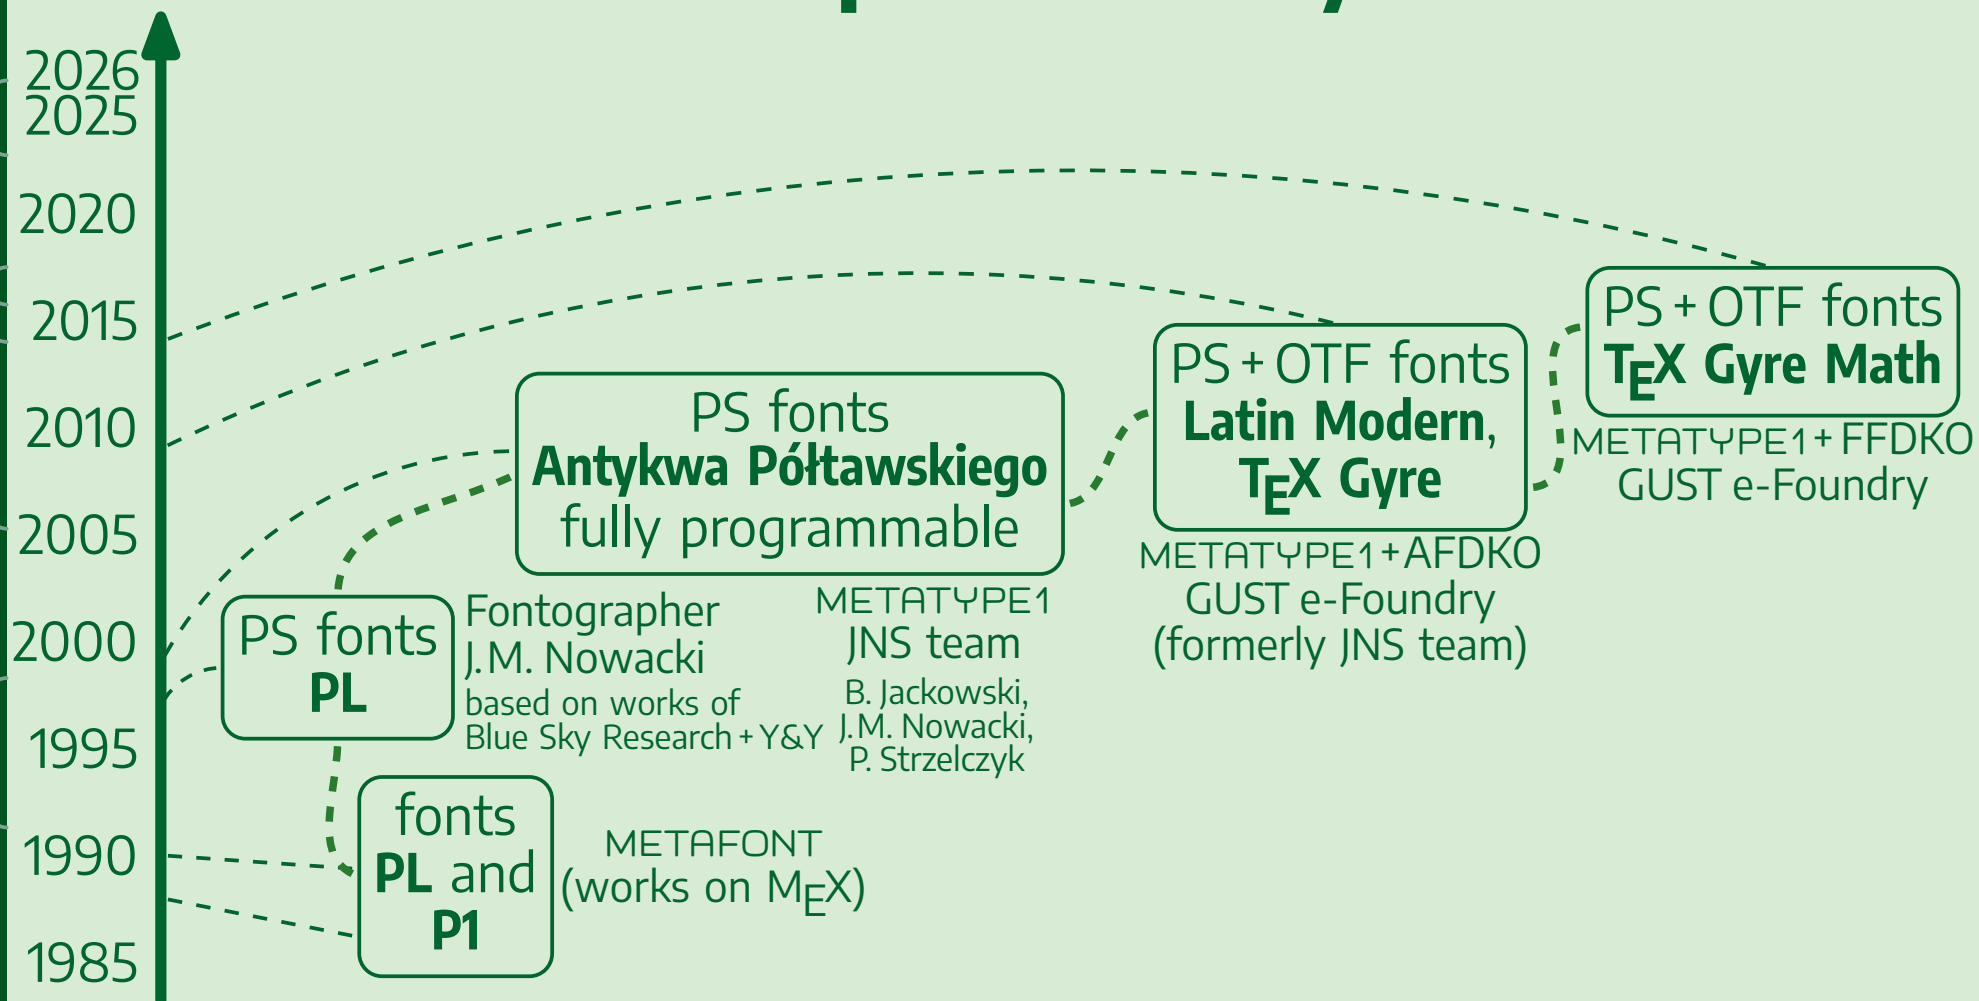 2026
2025
2020
2015
2010
2005
2000
1995
1990
1985
PS + OTF fonts
TEX Gyre Math
METATYPE1 + FFDKO
GUST e-Foundry
PS + OTF fonts
Latin Modern,
TEX Gyre
METATYPE1+AFDKO
GUST e-Foundry
(formerly JNS team)
PS fonts
Antykwa Półtawskiego
fully programmable
METATYPE1
JNS team
B. Jackowski,
J.M. Nowacki,
P. Strzelczyk
PS fonts
PL
Fontographer
J.M. Nowacki
based on works of
Blue Sky Research + Y&Y
fonts
PL and
P1
METAFONT
(works on MEX)